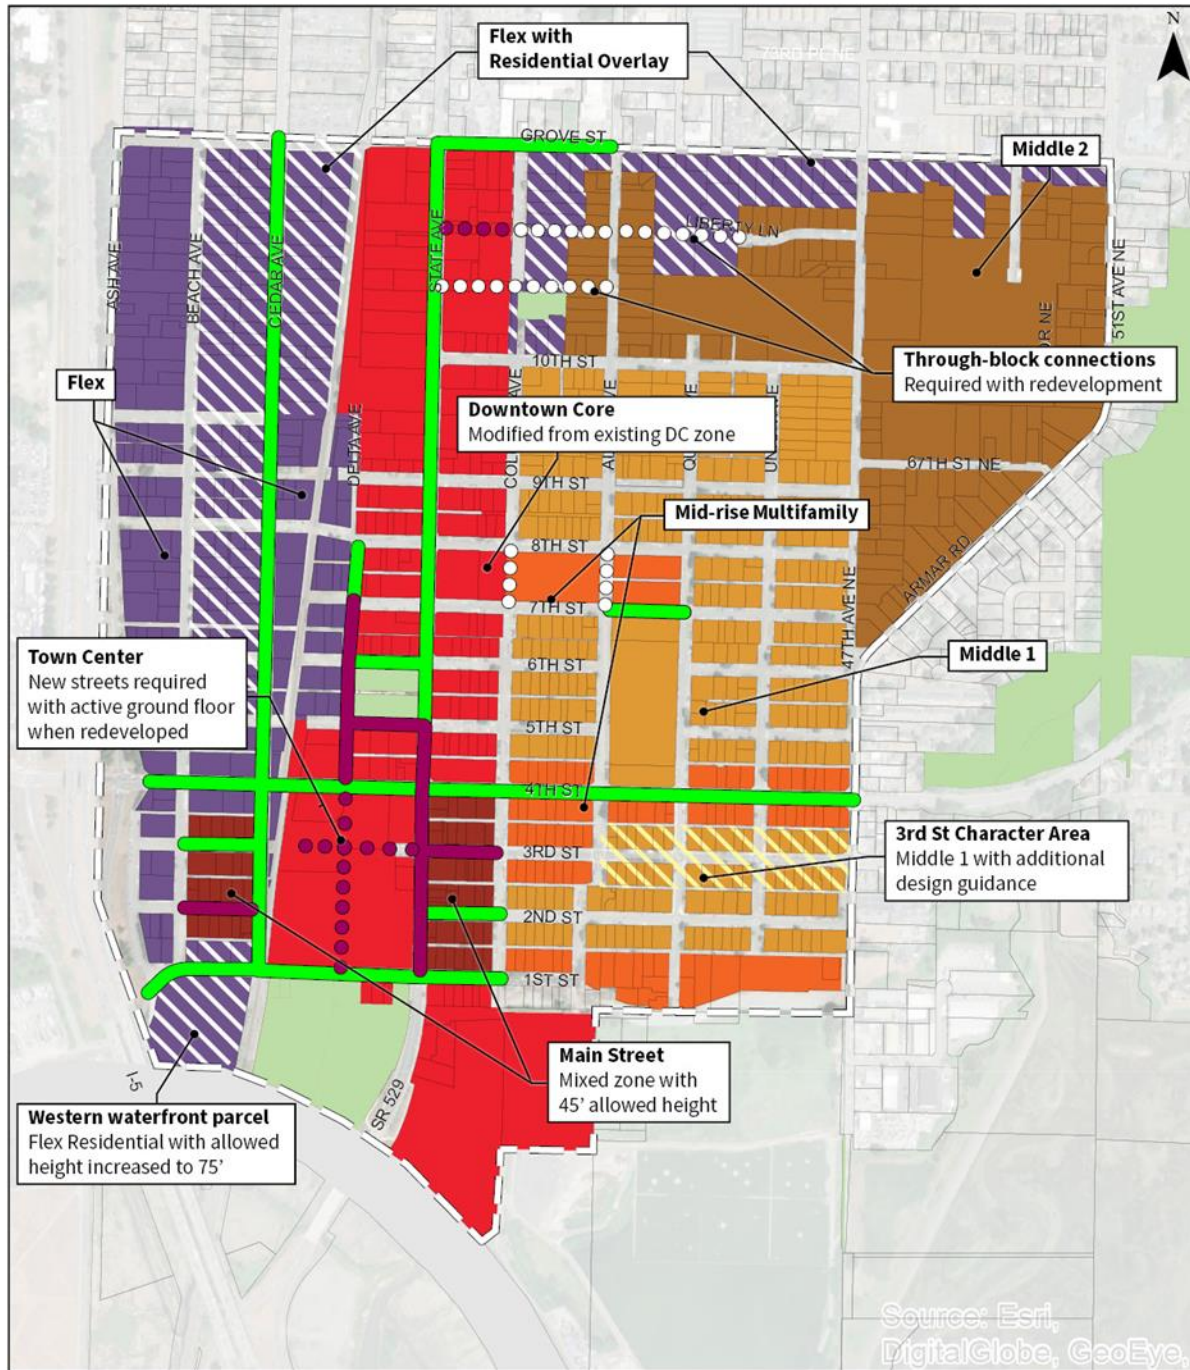 N
Flex with
Residential Overlay
73RD PL NE
GROVE ST
Middle 2
LIBERTY LN
STATE AVE
ASH AVE
BEACH AVE
CEDAR AVE
51ST AVE NE
DR NE
10TH ST
Through-block connections
Required with redevelopment
Flex
Downtown Core
Modified from existing DC zone
DELTA AVE
67TH ST NE
9TH ST
Mid-rise Multifamily
8TH ST
ARMAR RD
7TH ST
47TH AVE NE
Town Center
New streets required
with active ground floor
when redeveloped
6TH ST
Middle 1
5TH ST
4TH ST
3RD ST
3rd St Character Area
Middle 1 with additional
design guidance
2ND ST
1ST ST
Main Street
Mixed zone with
45' allowed height
I-5
SR 529
Western waterfront parcel
Flex Residential with allowed
height increased to 75'
Source: Esri,
DigitalGlobe, GeoEye,